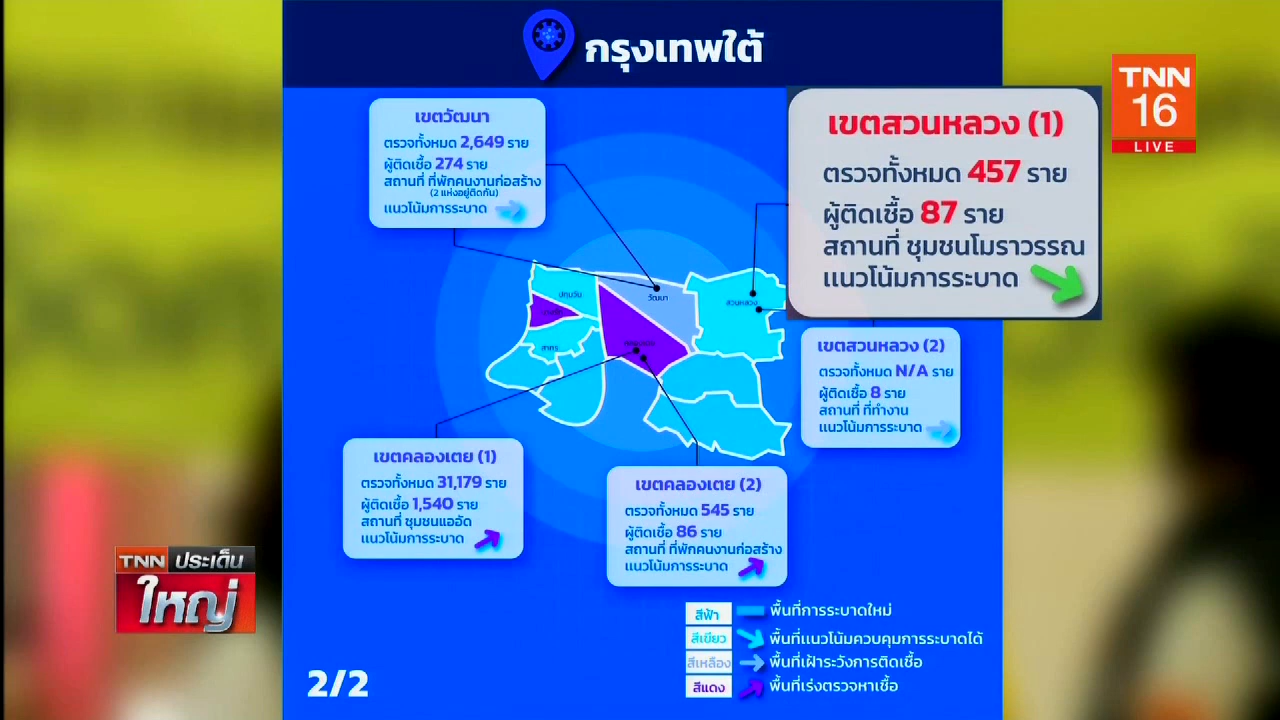 กรุงเทพใต้
TNN
16
LIVE
เขตวัฒนา
ตรวจทั้งหมด 2,649 ราย
ผู้ติดเชื้อ 274 ราย
สถานที่ ที่พักคนงานก่อสร้าง
(2 แห่งอยู่ติดกัน)
แนวโน้มการระบาด
เขตสวนหลวง (1)
ตรวจทั้งหมด 457 ราย
ผู้ติดเชื้อ 87 ราย
สถานที่ ชุมชนโมราวรรณ
แนวโน้มการระบาด
ปทุมวัน
วัฒนา
สวนหลวง
สาทร
เขตสวนหลวง (2)
ตรวจทั้งหมด N/A ราย
ผู้ติดเชื้อ 8 ราย
สถานที่ ที่ทำงาน
แนวโน้มการระบาด
เขตคลองเตย (1)
ตรวจทั้งหมด 31,179 ราย
ผู้ติดเชื้อ 1,540 ราย
สถานที่ ชุมชนแออัด
แนวโน้มการระบาด
เขตคลองเตย (2)
ตรวจทั้งหมด 545 ราย
ผู้ติดเชื้อ 86 ราย
สถานที่ ที่พักคนงานก่อสร้าง
แนวโน้มการระบาด
TNN ประเด็น
ใหญ่
สีฟ้า พื้นที่การระบาดใหม่
สีเขียว พื้นที่แนวโน้มควบคุมการระบาดได้
สีเหลือง พื้นที่เฝ้าระวังการติดเชื้อ
สีแดง พื้นที่เร่งตรวจหาเชื้อ
2/2